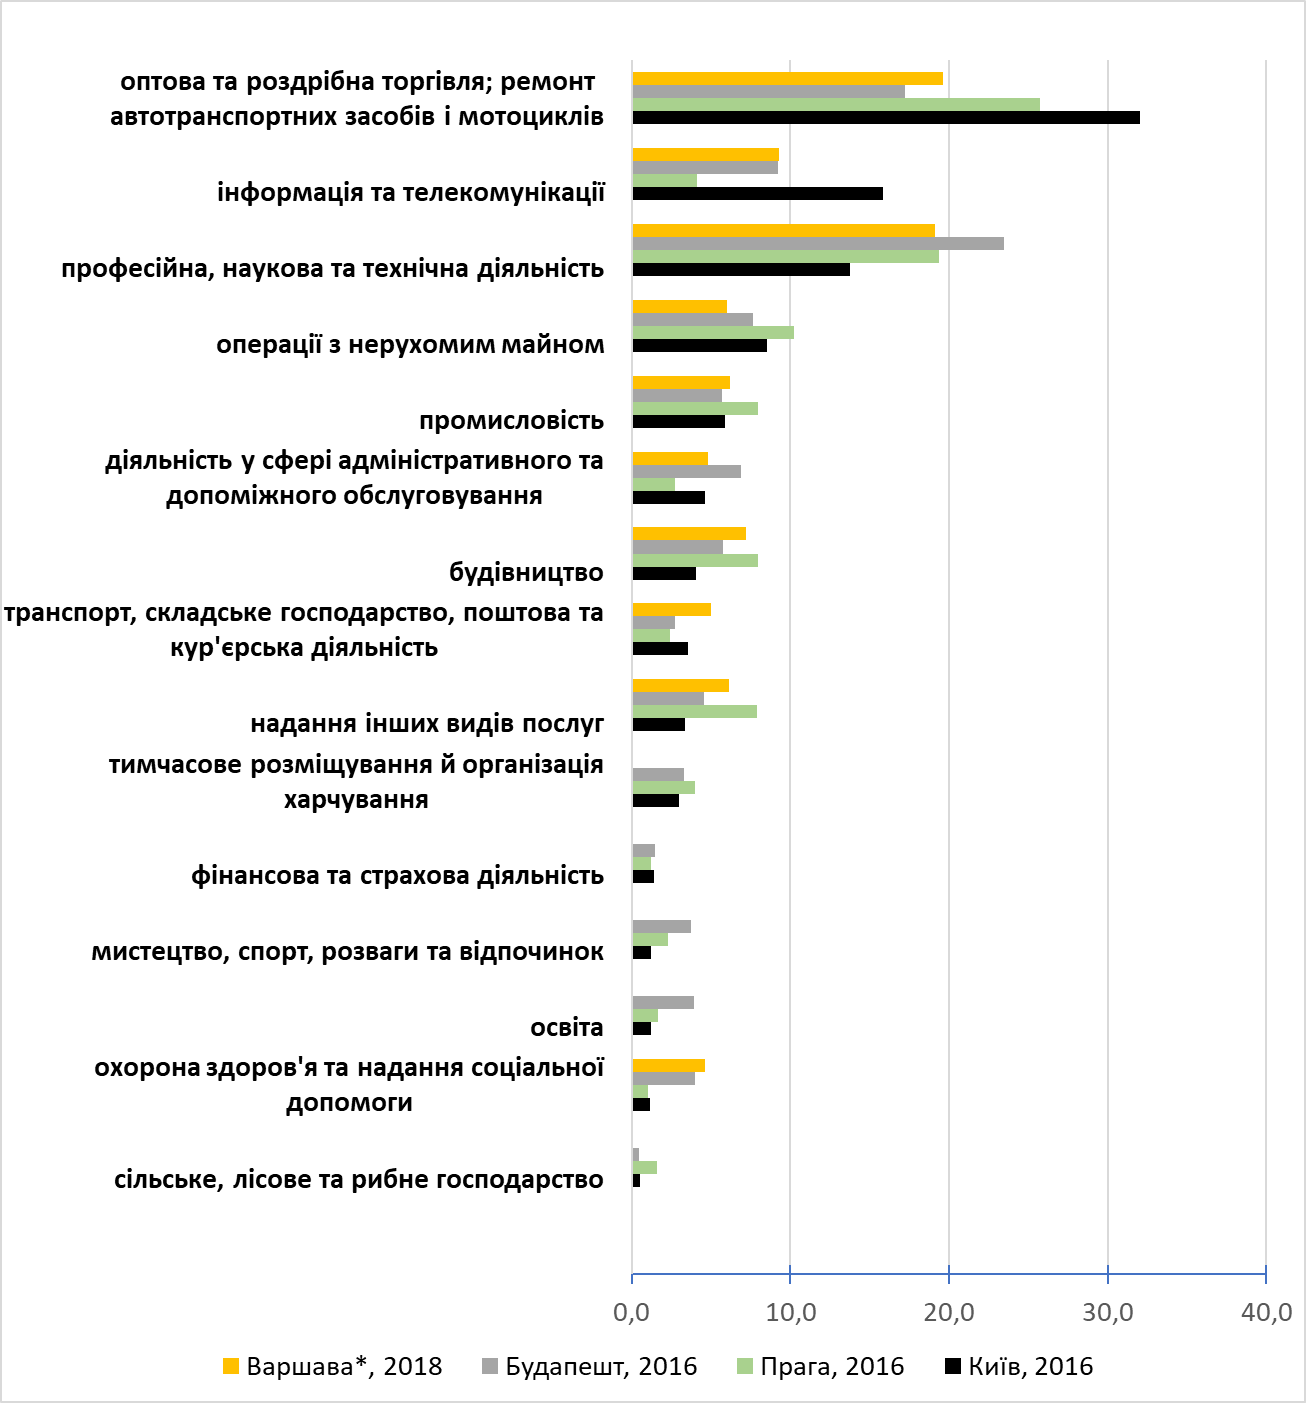 оптова та роздрібна торгівля; ремонт
автотранспортних засобів і мотоциклів
інформація та телекомунікації
професійна, наукова та технічна діяльність
операції з нерухомим майном
промисловість
діяльність у сфері адміністративного та
допоміжного обслуговування
будівництво
транспорт, складське господарство, поштова та
кур'єрська діяльність
надання інших видів послуг
тимчасове розміщування й організація
харчування
фінансова та страхова діяльність
мистецтво, спорт, розваги та відпочинок
освіта
охорона здоров'я та надання соціальної
допомоги
сільське, лісове та рибне господарство
0,0 10,0 20,0 30,0 40,0
Варшава*, 2018 Будапешт, 2016 Прага, 2016 Київ, 2016